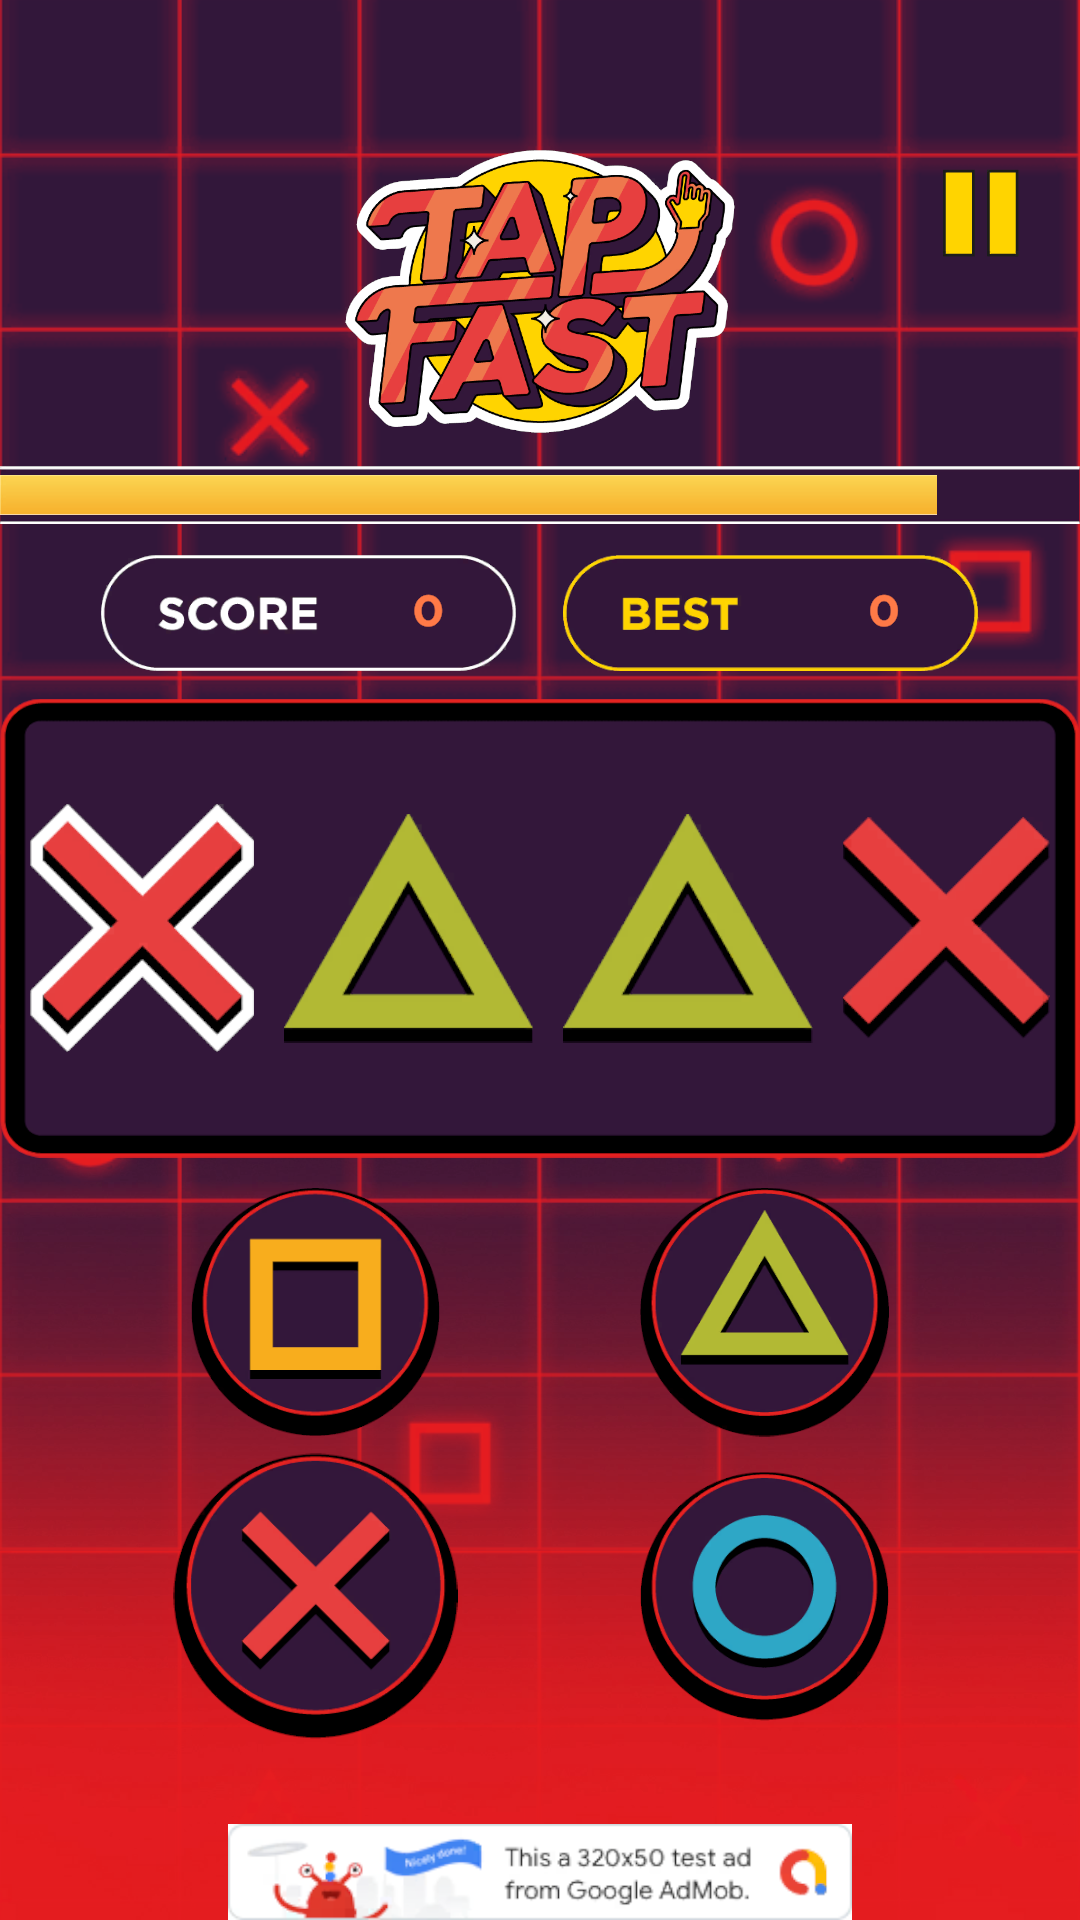 TAP
FAST
SCORE 0
BEST 0
Nicely done!
This a 320x50 test ad
from Google AdMob.